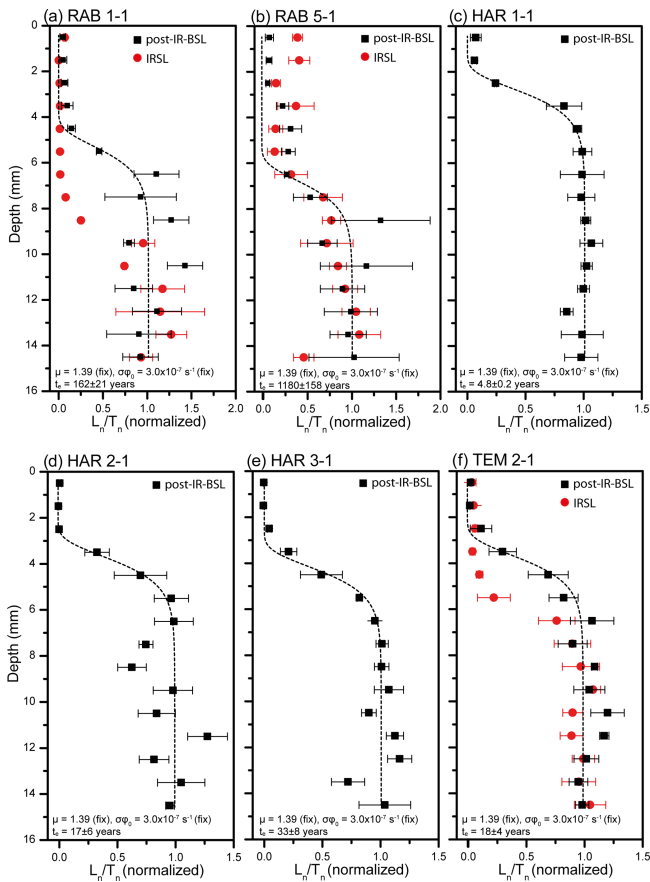 (a) RAB 1-1
(b) RAB 5-1
(c) HAR 1-1
post-IR-BSL
IRSL
post-IR-BSL
IRSL
post-IR-BSL
Depth (mm)
0
2
4
6
8
10
12
14
16
μ = 1.39 (fix), σφ₀ = 3.0x10⁻⁷ s⁻¹ (fix)
tₑ = 162±21 years
μ = 1.39 (fix), σφ₀ = 3.0x10⁻⁷ s⁻¹ (fix)
tₑ = 1180±158 years
μ = 1.39 (fix), σφ₀ = 3.0x10⁻⁷ s⁻¹ (fix)
tₑ = 4.8±0.2 years
0.0 0.5 1.0 1.5 2.0
0.0 0.5 1.0 1.5 2.0
0.0 0.5 1.0 1.5
Lₙ/Tₙ (normalized)
Lₙ/Tₙ (normalized)
Lₙ/Tₙ (normalized)
(d) HAR 2-1
(e) HAR 3-1
(f) TEM 2-1
post-IR-BSL
post-IR-BSL
post-IR-BSL
IRSL
Depth (mm)
0
2
4
6
8
10
12
14
16
μ = 1.39 (fix), σφ₀ = 3.0x10⁻⁷ s⁻¹ (fix)
tₑ = 17±6 years
μ = 1.39 (fix), σφ₀ = 3.0x10⁻⁷ s⁻¹ (fix)
tₑ = 33±8 years
μ = 1.39 (fix), σφ₀ = 3.0x10⁻⁷ s⁻¹ (fix)
tₑ = 18±4 years
0.0 0.5 1.0 1.5
0.0 0.5 1.0 1.5
0.0 0.5 1.0 1.5
Lₙ/Tₙ (normalized)
Lₙ/Tₙ (normalized)
Lₙ/Tₙ (normalized)